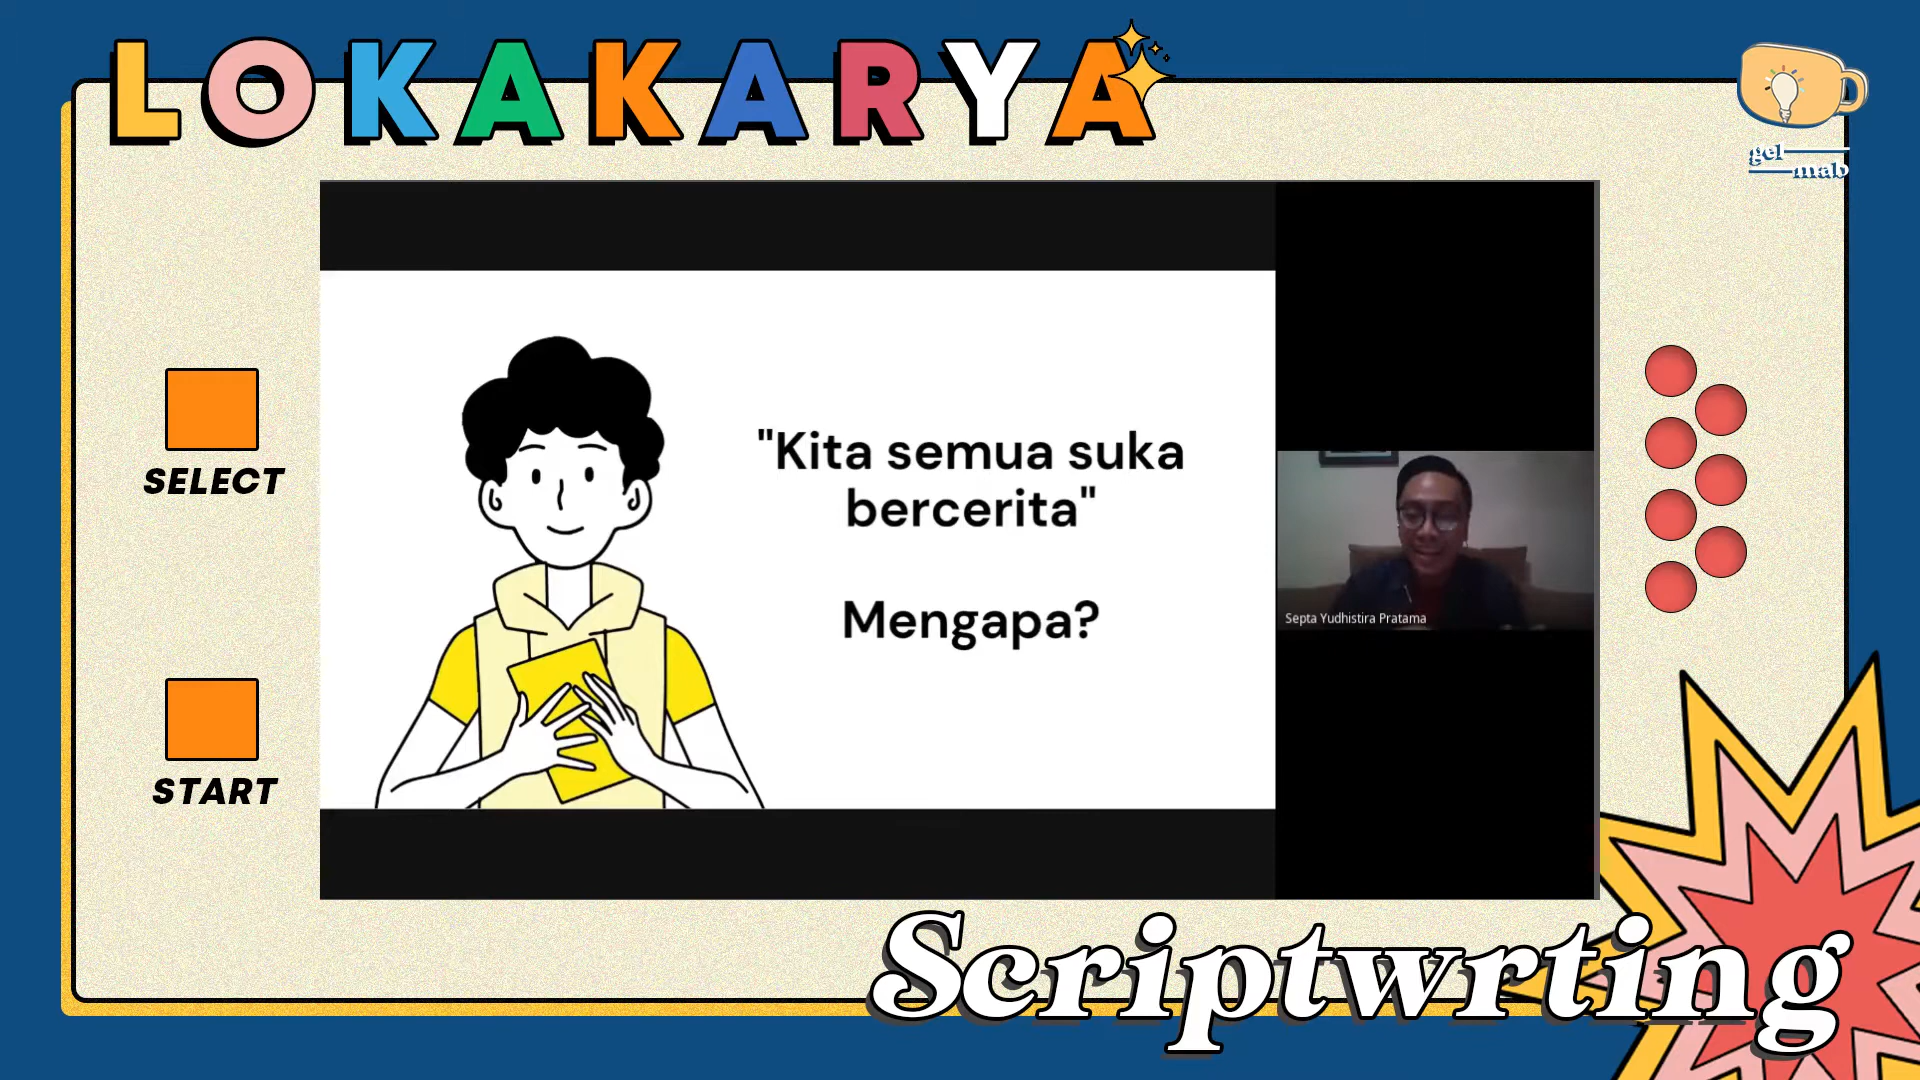 LOKAKARYA
gel
mab
SELECT
START
"Kita semua suka
bercerita"
Mengapa?
Septa Yudhistira Pratama
Scriptwrting